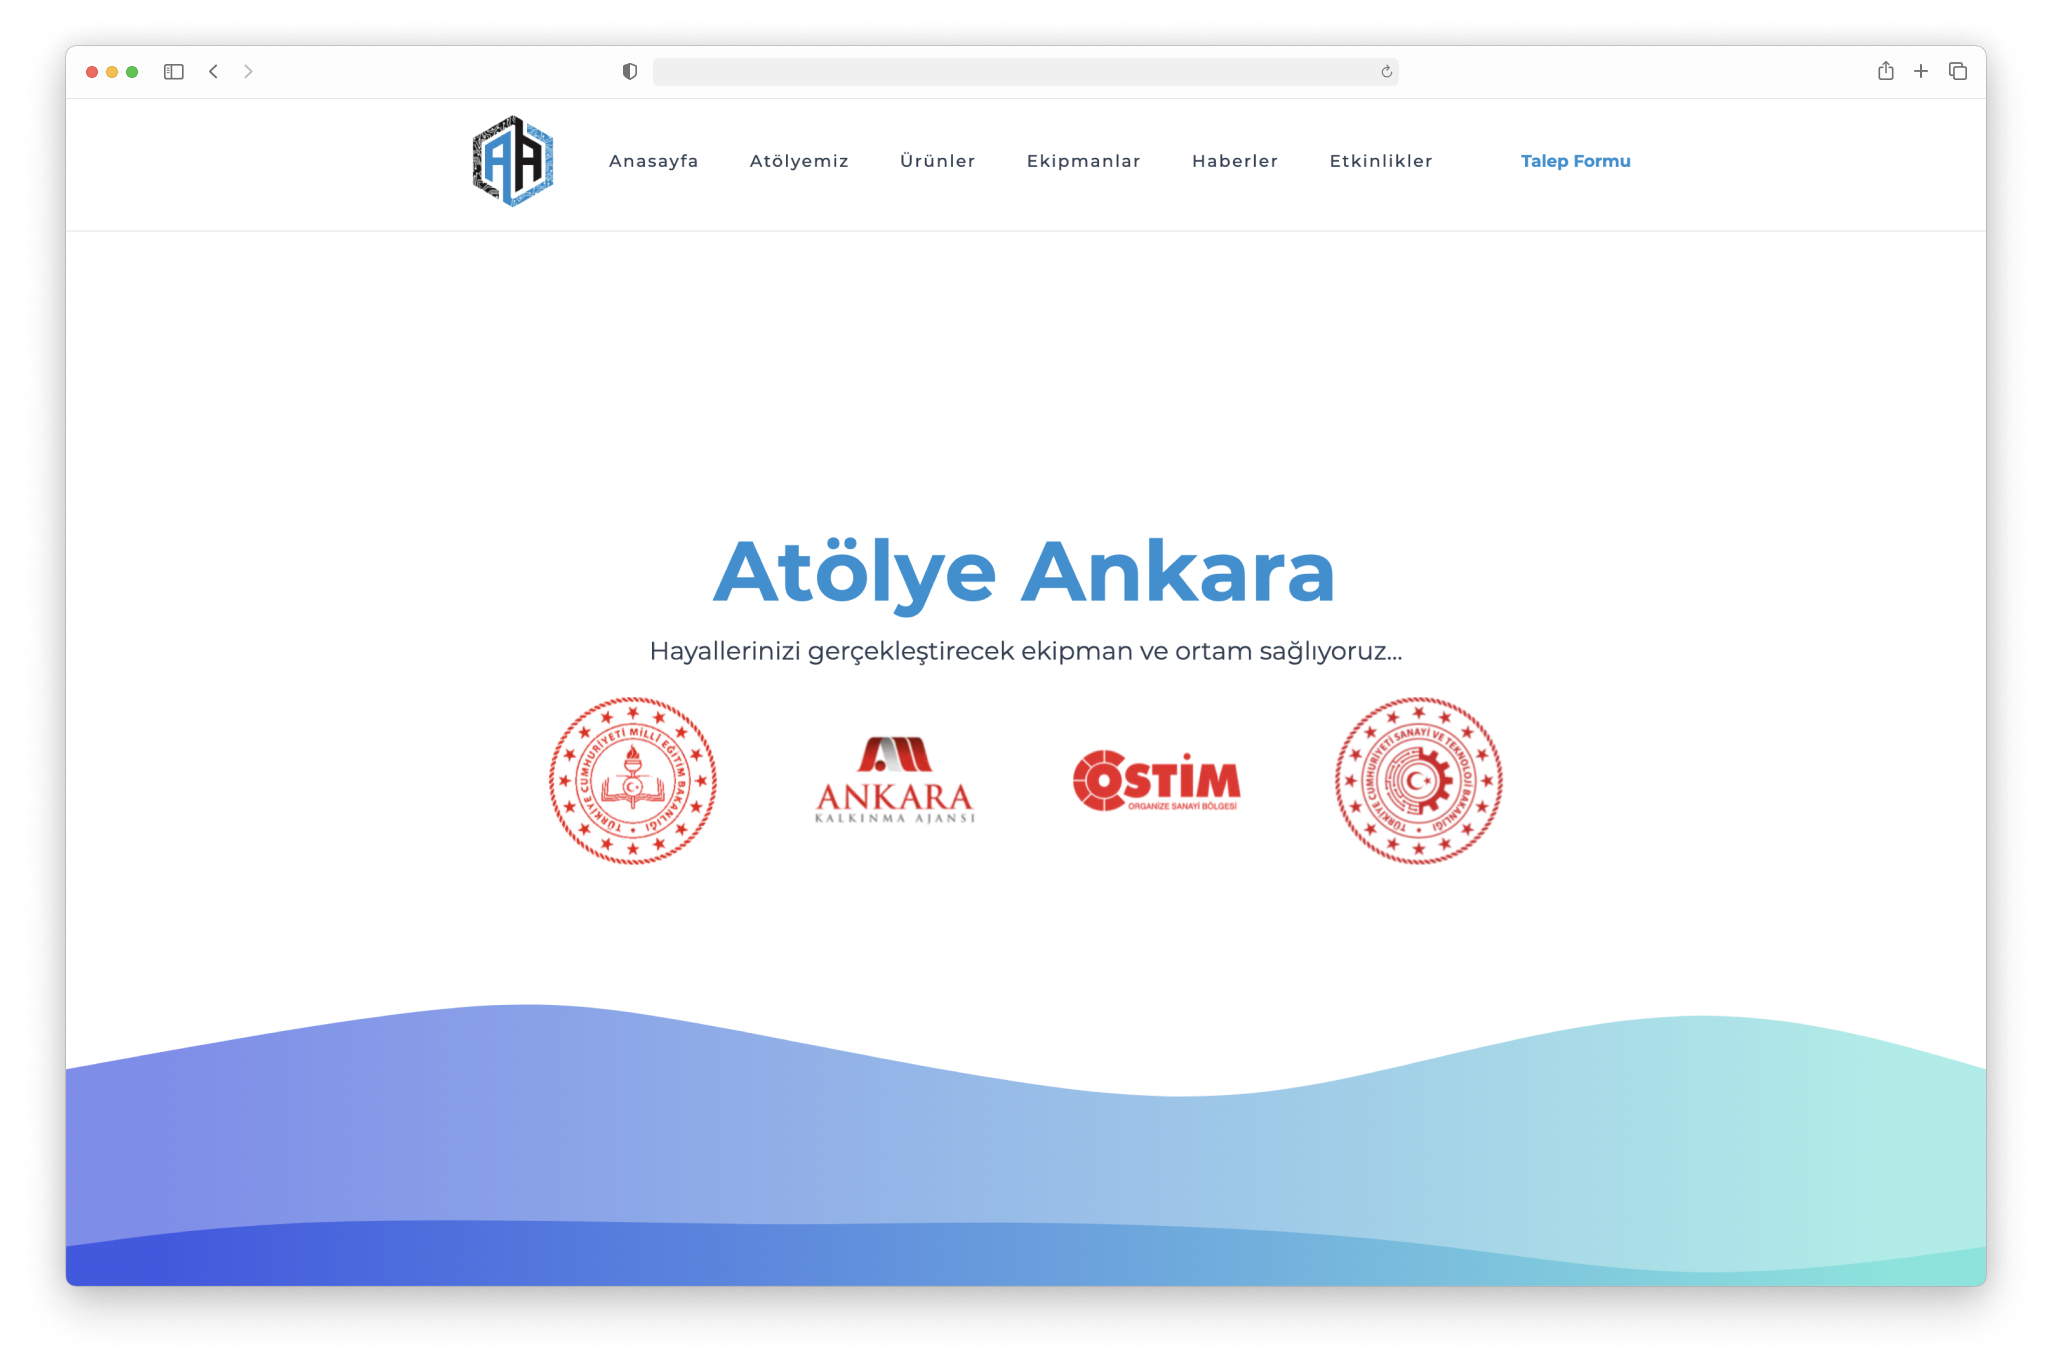 Anasayfa Atölyemiz Ürünler Ekipmanlar Haberler Etkinlikler Talep Formu
Atölye Ankara
Hayallerinizi gerçekleştirecek ekipman ve ortam sağlıyoruz...
TÜRKİYE CUMHURİYETİ MİLLÎ EĞİTİM BAKANLIĞI
ANKARA
KALKINMA AJANSI
OSTİM
ORGANİZE SANAYİ BÖLGESİ
TÜRKİYE CUMHURİYETİ SANAYİ VE TEKNOLOJİ BAKANLIĞI